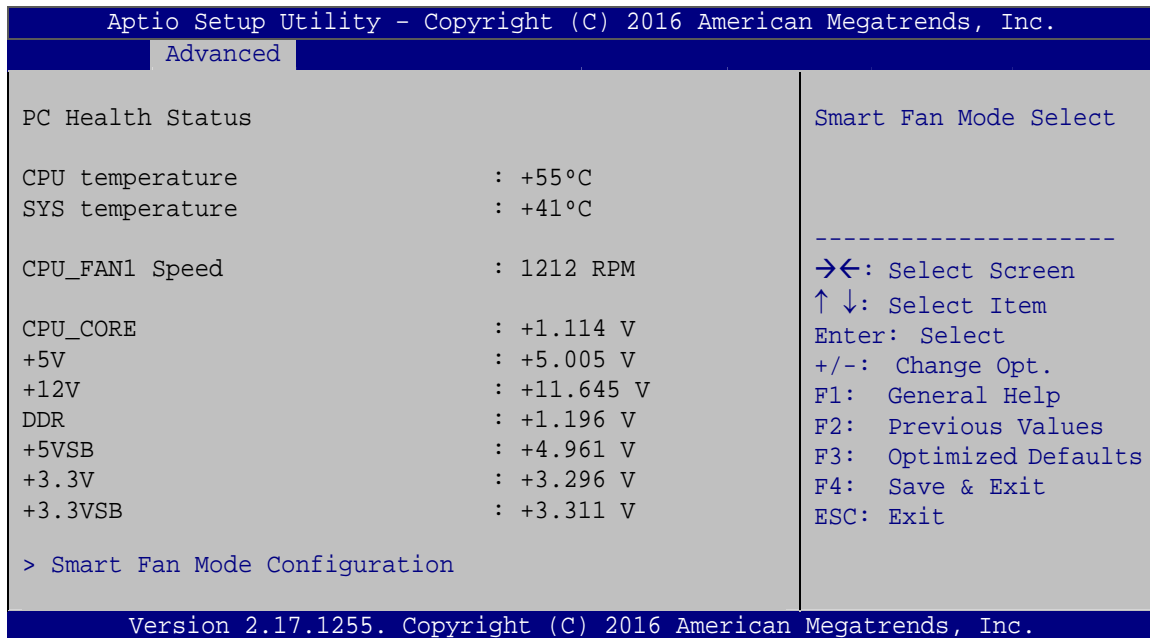 Aptio Setup Utility – Copyright (C) 2016 American Megatrends, Inc.
Advanced
PC Health Status
CPU temperature : +55ºC
SYS temperature : +41ºC
CPU_FAN1 Speed : 1212 RPM
CPU_CORE : +1.114 V
+5V : +5.005 V
+12V : +11.645 V
DDR : +1.196 V
+5VSB : +4.961 V
+3.3V : +3.296 V
+3.3VSB : +3.311 V
> Smart Fan Mode Configuration
Smart Fan Mode Select
---------------------
→←: Select Screen
↑ ↓: Select Item
Enter: Select
+/-: Change Opt.
F1: General Help
F2: Previous Values
F3: Optimized Defaults
F4: Save & Exit
ESC: Exit
Version 2.17.1255. Copyright (C) 2016 American Megatrends, Inc.